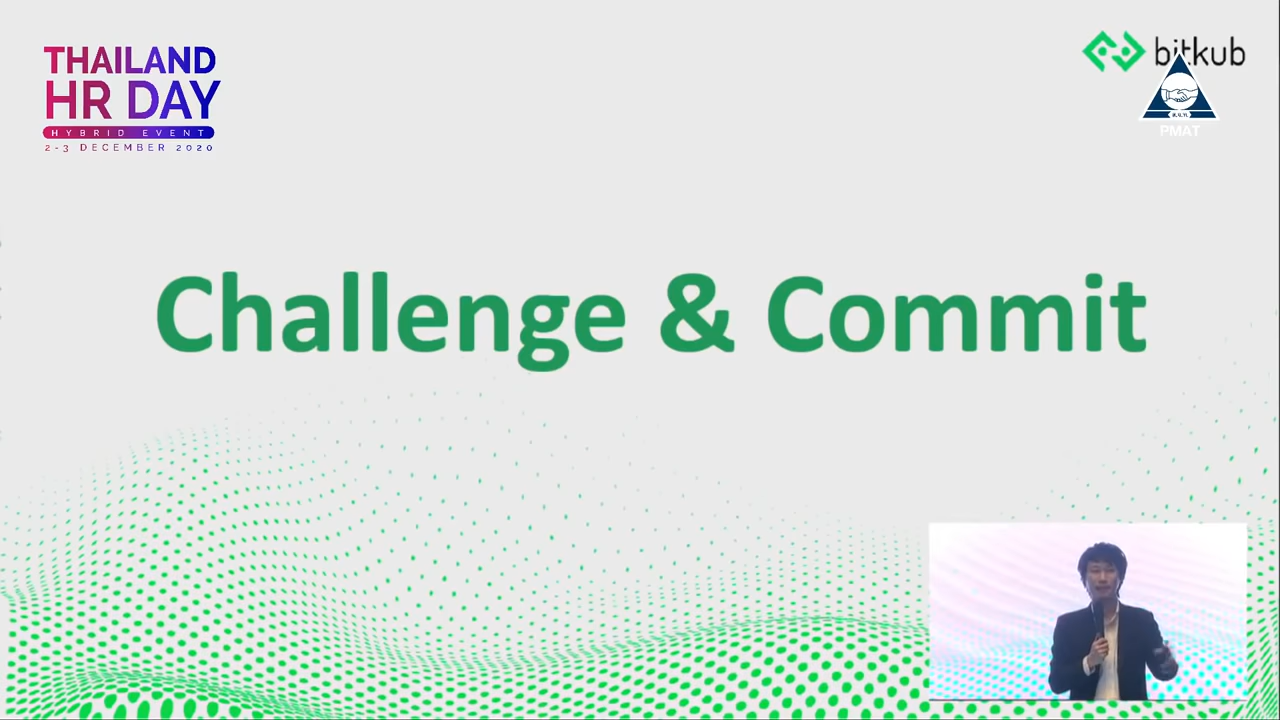 THAILAND
HR DAY
HYBRID EVENT
2-3 DECEMBER 2020
bitkub
PMAT
Challenge & Commit